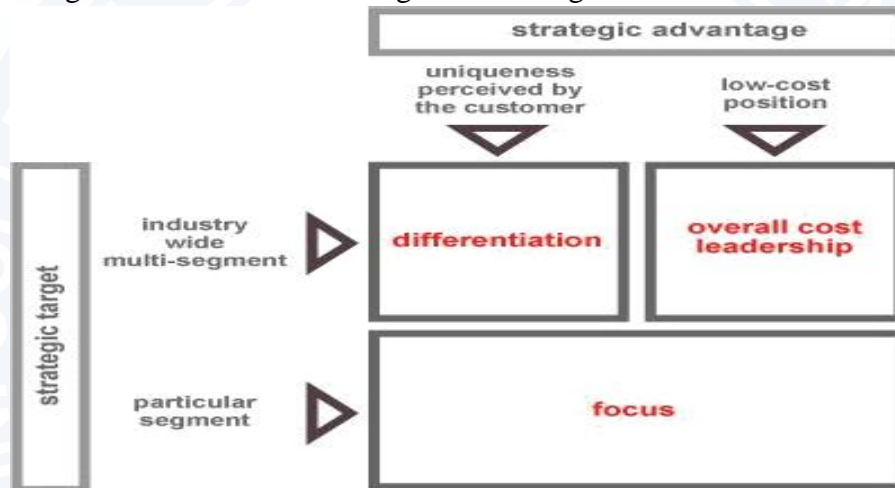 strategic advantage
uniqueness
perceived by
the customer
low-cost
position
strategic target
industry
wide
multi-segment
differentiation
overall cost
leadership
particular
segment
focus